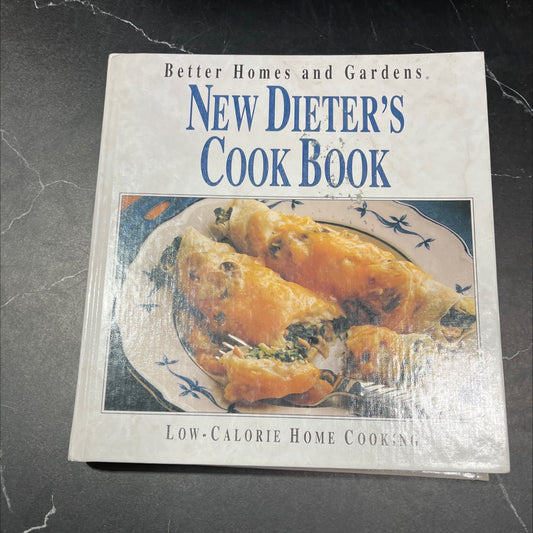 Better Homes and Gardens®
NEW DIETER'S
COOK BOOK
LOW-CALORIE HOME COOKING